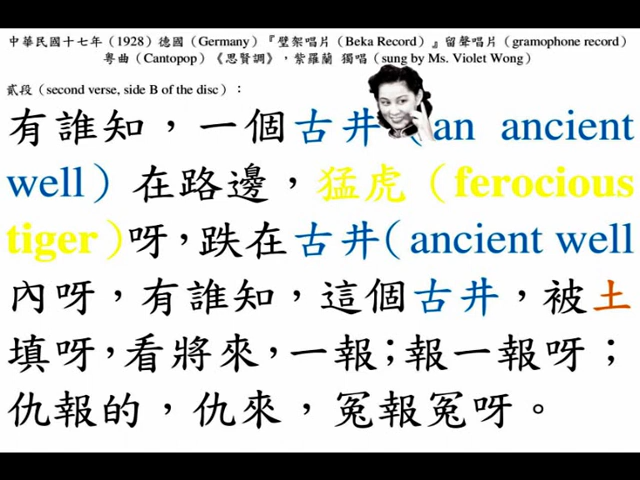 中華民國十七年（1928）德國（Germany）『壁架唱片（Beka Record）』留聲唱片（gramophone record）
粵曲（Cantopop）《思賢調》，紫羅蘭 獨唱（sung by Ms. Violet Wong）
貳段（second verse, side B of the disc）：
有誰知，一個古井（an ancient
well）在路邊，猛虎（ferocious
tiger）呀，跌在古井（ancient well
內呀，有誰知，這個古井，被土
填呀，看將來，一報；報一報呀；
仇報的，仇來，冤報冤呀。